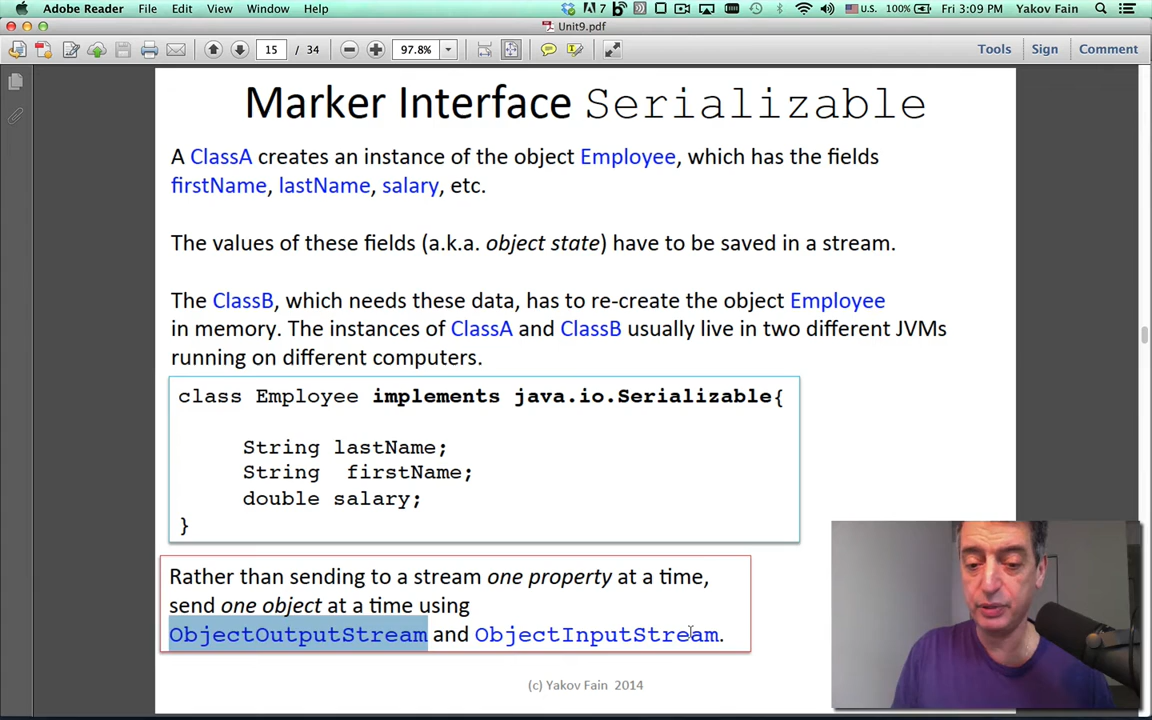 Adobe Reader File Edit View Window Help 7 U.S. 100% Fri 3:09 PM Yakov Fain
Unit9.pdf
15 / 34 97.8% Tools Sign Comment
Marker Interface Serializable
A ClassA creates an instance of the object Employee, which has the fields
firstName, lastName, salary, etc.
The values of these fields (a.k.a. object state) have to be saved in a stream.
The ClassB, which needs these data, has to re-create the object Employee
in memory. The instances of ClassA and ClassB usually live in two different JVMs
running on different computers.
class Employee implements java.io.Serializable{
String lastName;
String firstName;
double salary;
}
Rather than sending to a stream one property at a time,
send one object at a time using
ObjectOutputStream and ObjectInputStream.
(c) Yakov Fain 2014